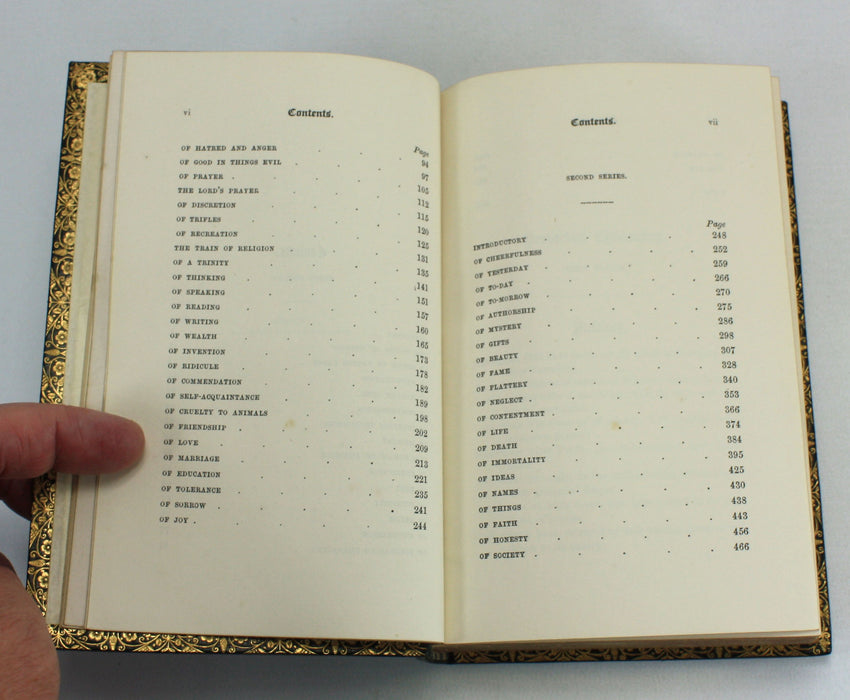 vi Contents.
Page
OF HATRED AND ANGER . . . 94
OF GOOD IN THINGS EVIL . . . . 97
OF PRAYER . . . . . 105
THE LORD'S PRAYER . . . . 112
OF DISCRETION . . . . . 115
OF TRIFLES . . . . . 120
OF RECREATION . . . . . 125
THE TRAIN OF RELIGION . . . . 131
OF A TRINITY . . . . . 135
OF THINKING . . . . . 141
OF SPEAKING . . . . . 151
OF READING . . . . . 157
OF WRITING . . . . . 160
OF WEALTH . . . . . 165
OF INVENTION . . . . . 173
OF RIDICULE . . . . . 178
OF COMMENDATION . . . . 182
OF SELF-ACQUAINTANCE . . . . 189
OF CRUELTY TO ANIMALS . . . . 198
OF FRIENDSHIP . . . . . 202
OF LOVE . . . . . 209
OF MARRIAGE . . . . . 213
OF EDUCATION . . . . . 221
OF TOLERANCE . . . . . 235
OF SORROW . . . . . 241
OF JOY . . . . . 244
Contents. vii
SECOND SERIES.
Page
INTRODUCTORY . . . 248
OF CHEERFULNESS . . . . 252
OF YESTERDAY . . . . 259
OF TO-DAY . . . . . 266
OF TO-MORROW . . . . 270
OF AUTHORSHIP . . . . 275
OF MYSTERY . . . . . 286
OF GIFTS . . . . . 298
OF BEAUTY . . . . . 307
OF FAME . . . . . 328
OF FLATTERY . . . . . 340
OF NEGLECT . . . . . 353
OF CONTENTMENT . . . . 366
OF LIFE . . . . . 374
OF DEATH . . . . . 384
OF IMMORTALITY . . . . 395
OF IDEAS . . . . . 425
OF NAMES . . . . . 430
OF THINGS . . . . . 438
OF FAITH . . . . . 443
OF HONESTY . . . . . 456
OF SOCIETY . . . . . 466